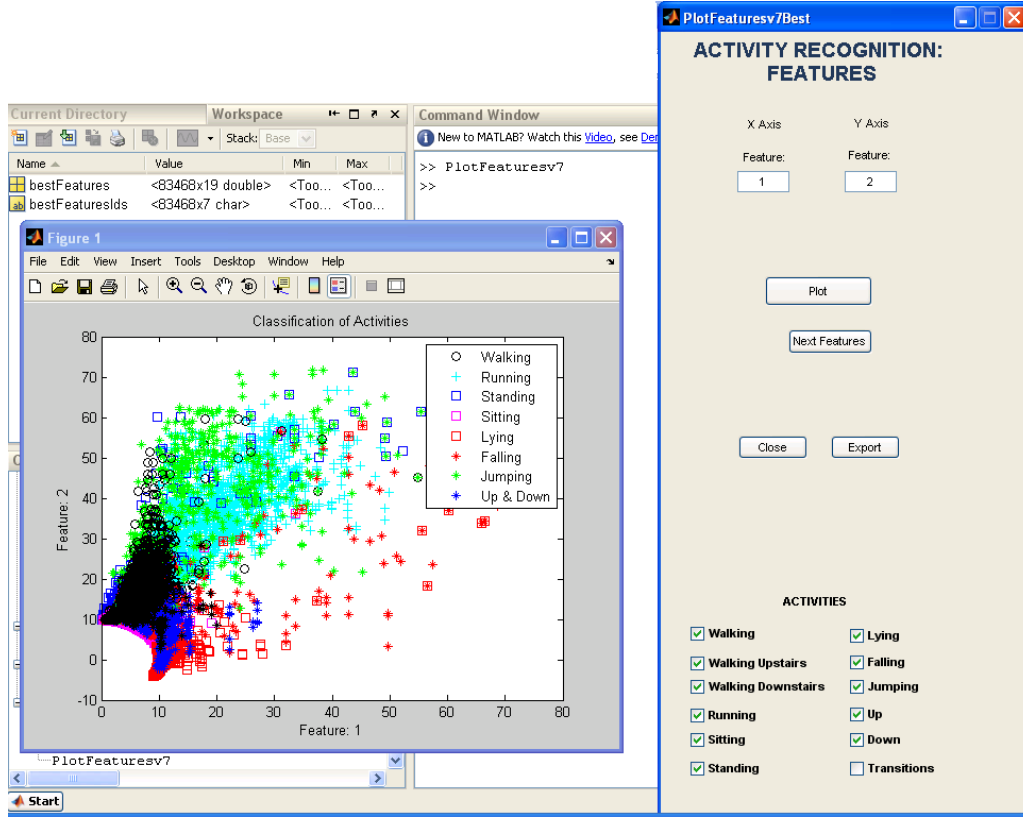 PlotFeaturesv7Best
ACTIVITY RECOGNITION:
FEATURES
X Axis
Y Axis
Feature:
Feature:
1
2
Plot
Next Features
Close
Export
ACTIVITIES
Walking
Lying
Walking Upstairs
Falling
Walking Downstairs
Jumping
Running
Up
Sitting
Down
Standing
Transitions
Current Directory
Workspace
Stack:
Base
Name
Value
Min
Max
bestFeatures
<83468x19 double>
<Too...
<Too...
ab
bestFeaturesIds
<83468x7 char>
<Too...
<Too...
Command Window
New to MATLAB? Watch this Video, see
>> PlotFeaturesv7
>>
Figure 1
File Edit View Insert Tools Desktop Window Help
Classification of Activities
80
70
60
50
40
30
20
10
0
-10
Feature: 2
0 10 20 30 40 50 60 70 80
Feature: 1
Walking
Running
Standing
Sitting
Lying
Falling
Jumping
Up & Down
PlotFeaturesv7
Start